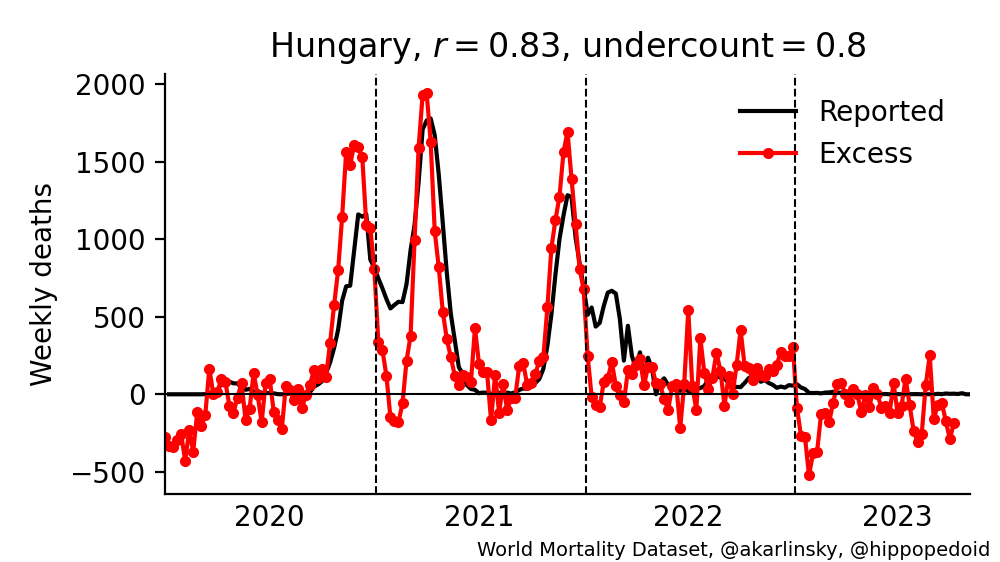 Hungary, r = 0.83, undercount = 0.8
2000
1500
1000
500
0
−500
Weekly deaths
Reported
Excess
2020
2021
2022
2023
World Mortality Dataset, @akarlinsky, @hippopedoid